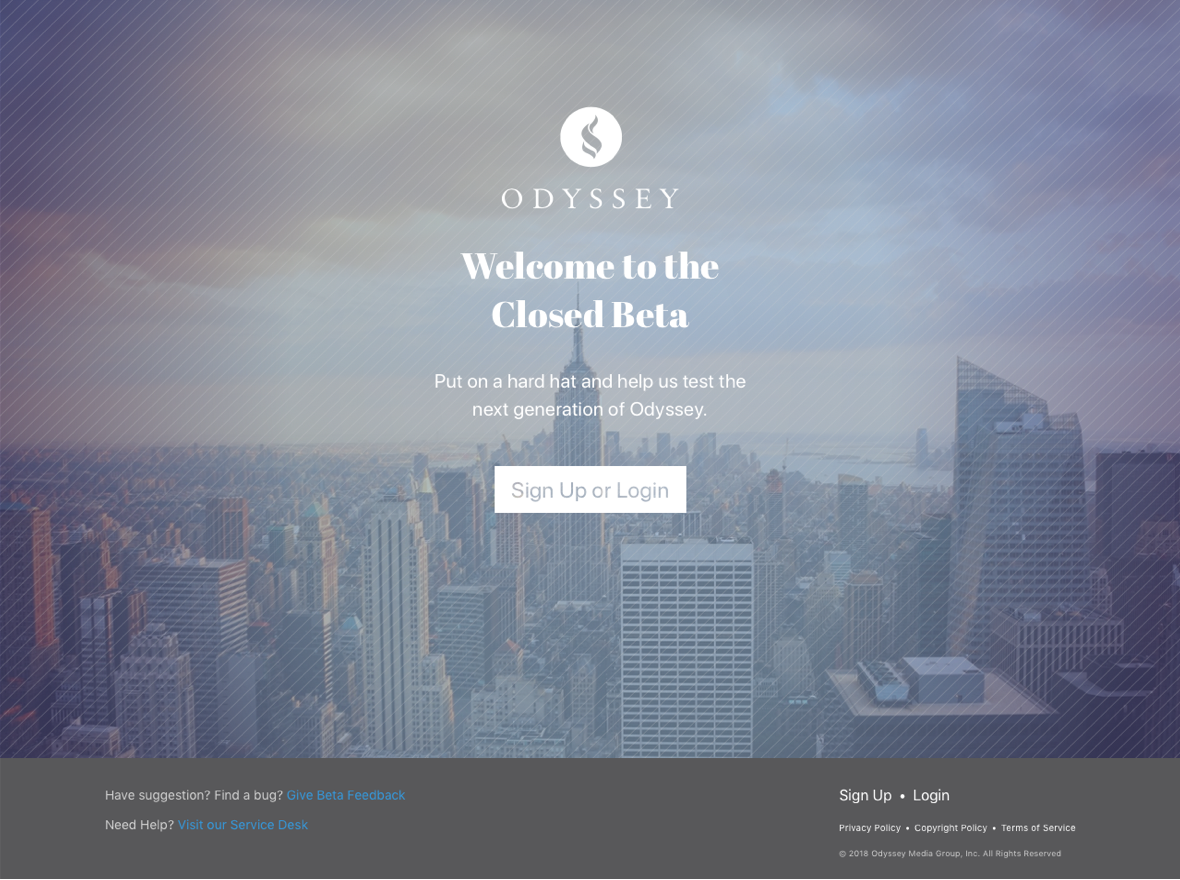 ODYSSEY
Welcome to the
Closed Beta
Put on a hard hat and help us test the
next generation of Odyssey.
Sign Up or Login
Have suggestion? Find a bug? Give Beta Feedback
Need Help? Visit our Service Desk
Sign Up • Login
Privacy Policy • Copyright Policy • Terms of Service
© 2018 Odyssey Media Group, Inc. All Rights Reserved